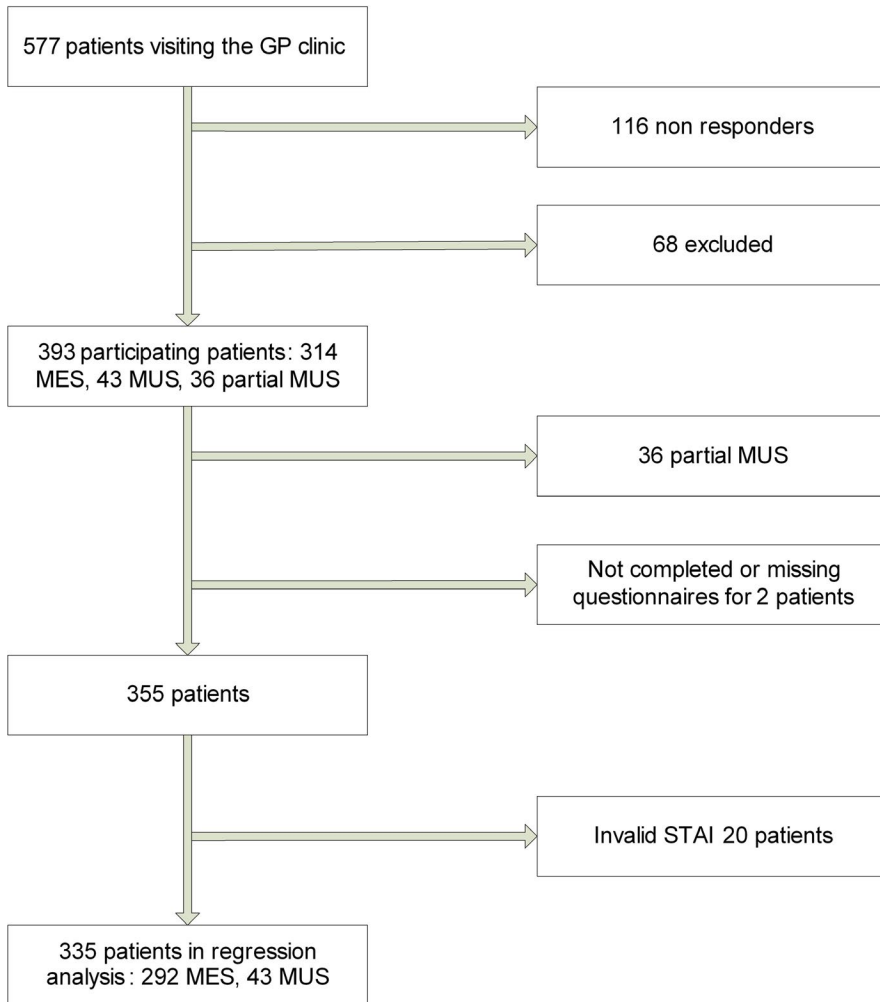 577 patients visiting the GP clinic
116 non responders
68 excluded
393 participating patients: 314
MES, 43 MUS, 36 partial MUS
36 partial MUS
Not completed or missing
questionnaires for 2 patients
355 patients
Invalid STAI 20 patients
335 patients in regression
analysis: 292 MES, 43 MUS